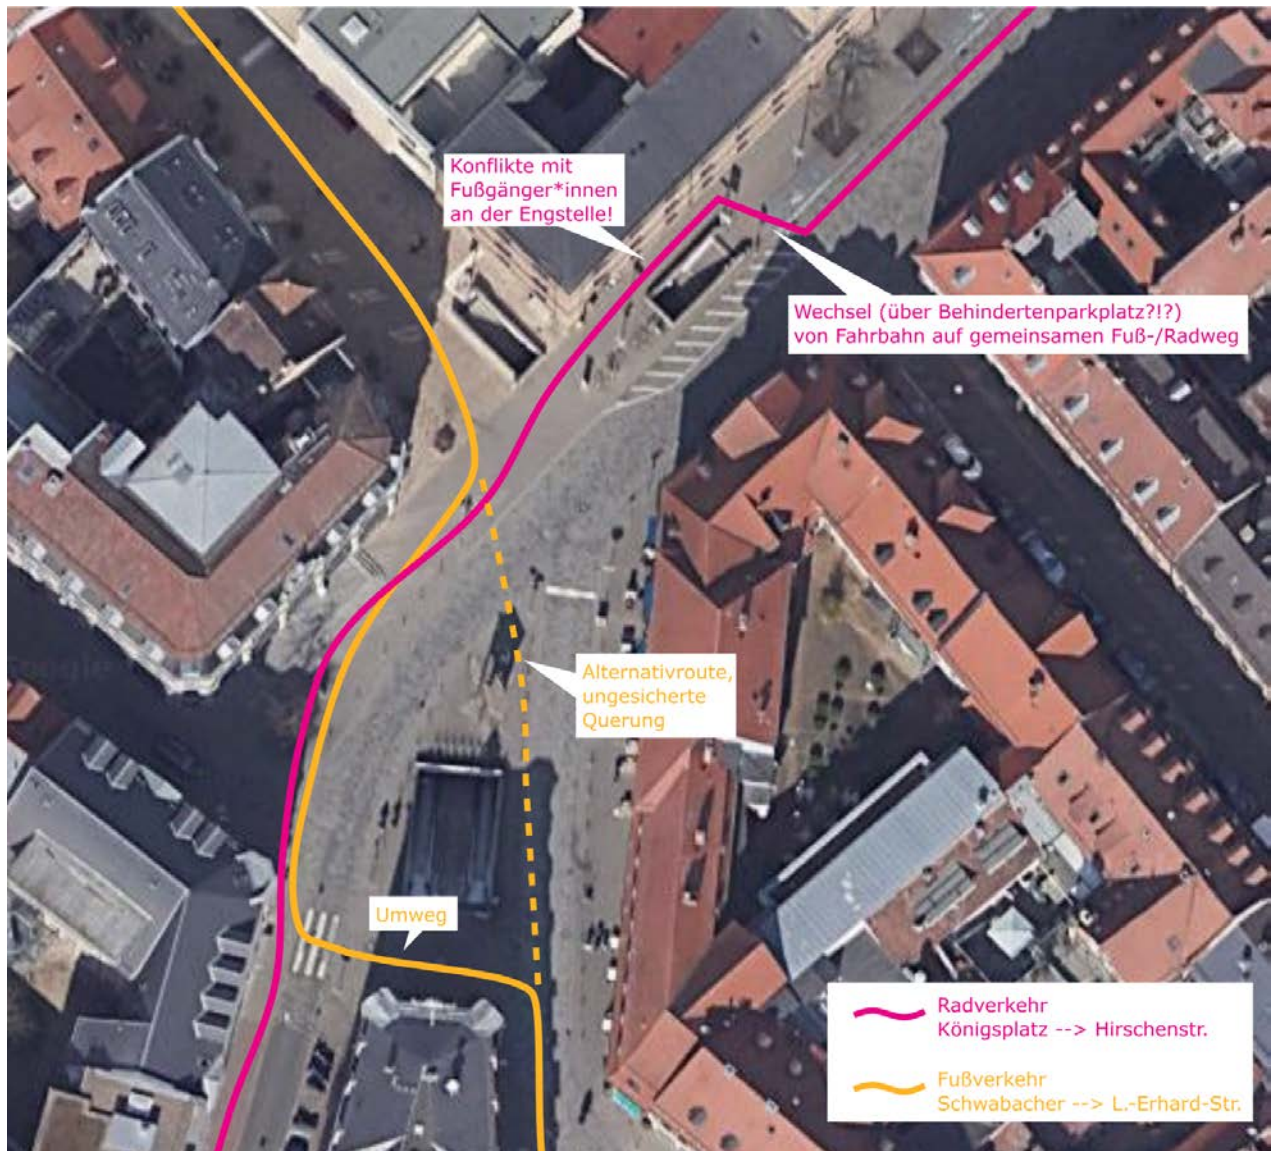 Konflikte mit
Fußgänger*innen
an der Engstelle!
Wechsel (über Behindertenparkplatz?!?)
von Fahrbahn auf gemeinsamen Fuß-/Radweg
Alternativroute,
ungesicherte
Querung
Umweg
Radverkehr
Königsplatz --> Hirschenstr.
Fußverkehr
Schwabacher --> L.-Erhard-Str.